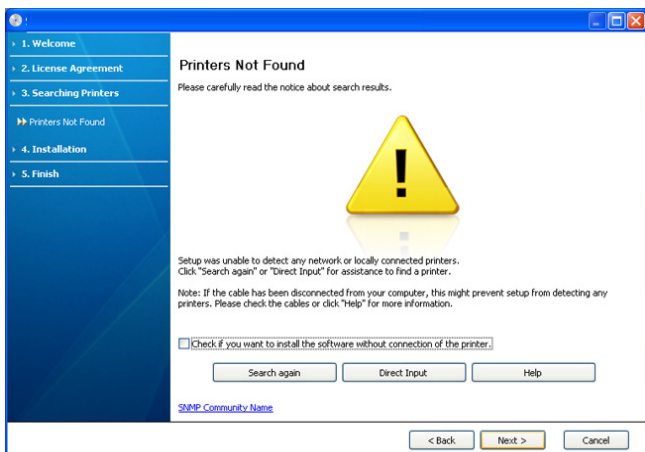 1. Welcome
2. License Agreement
3. Searching Printers
Printers Not Found
4. Installation
5. Finish
Printers Not Found
Please carefully read the notice about search results.
Setup was unable to detect any network or locally connected printers.
Click "Search again" or "Direct Input" for assistance to find a printer.
Note: If the cable has been disconnected from your computer, this might prevent setup from detecting any
printers. Please check the cables or click "Help" for more information.
Check if you want to install the software without connection of the printer.
Search again
Direct Input
Help
SNMP Community Name
< Back
Next >
Cancel